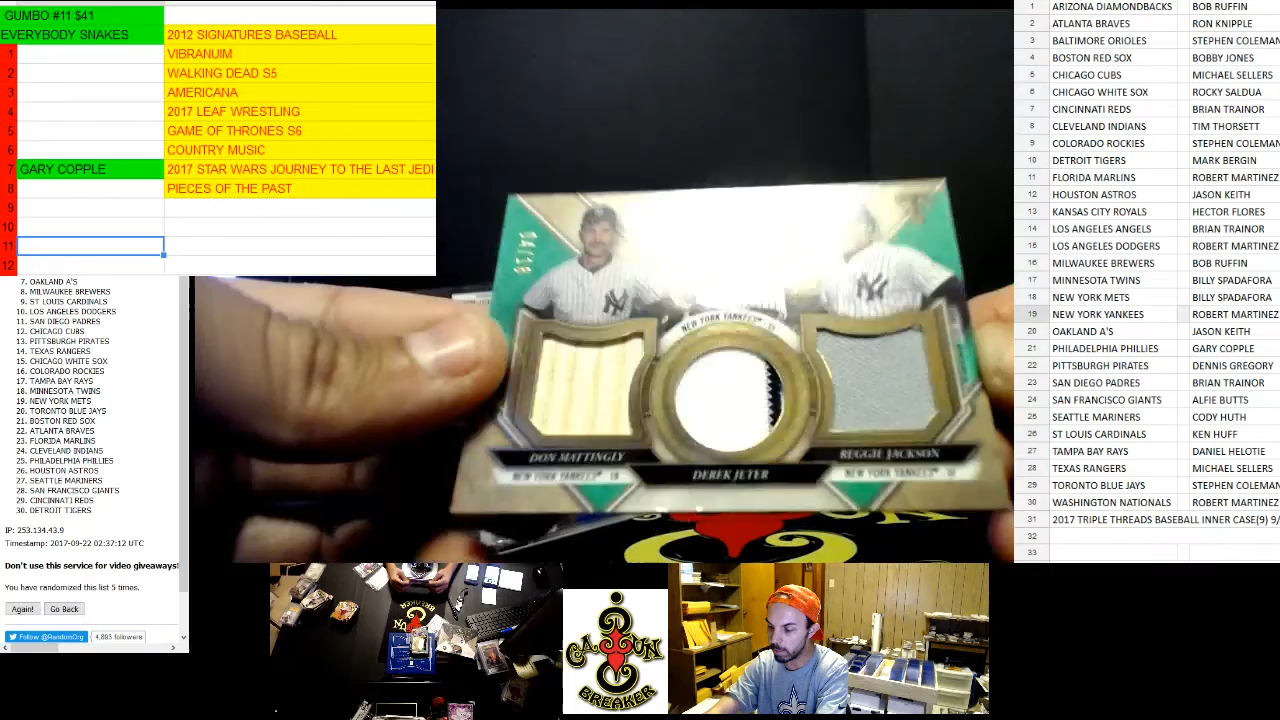 GUMBO #11 $41
EVERYBODY SNAKES
2012 SIGNATURES BASEBALL
1 VIBRANUIM
2 WALKING DEAD S5
3 AMERICANA
4 2017 LEAF WRESTLING
5 GAME OF THRONES S6
6 COUNTRY MUSIC
7 GARY COPPLE 2017 STAR WARS JOURNEY TO THE LAST JEDI
8 PIECES OF THE PAST
9
10
11
12
7. OAKLAND A'S
8. MILWAUKEE BREWERS
9. ST LOUIS CARDINALS
10. LOS ANGELES DODGERS
11. SAN DIEGO PADRES
12. CHICAGO CUBS
13. PITTSBURGH PIRATES
14. TEXAS RANGERS
15. CHICAGO WHITE SOX
16. COLORADO ROCKIES
17. TAMPA BAY RAYS
18. MINNESOTA TWINS
19. NEW YORK METS
20. TORONTO BLUE JAYS
21. BOSTON RED SOX
22. ATLANTA BRAVES
23. FLORIDA MARLINS
24. CLEVELAND INDIANS
25. PHILADELPHIA PHILLIES
26. HOUSTON ASTROS
27. SEATTLE MARINERS
28. SAN FRANCISCO GIANTS
29. CINCINNATI REDS
30. DETROIT TIGERS
IP: 253.134.43.9
Timestamp: 2017-09-22 02:37:12 UTC
Don't use this service for video giveaways!
You have randomized this list 5 times.
Again! Go Back
Follow @RandomOrg 4,893 followers
NEW YORK YANKEES
DON MATTINGLY
NEW YORK YANKEES
DEREK JETER
REGGIE JACKSON
NEW YORK YANKEES
CAJUN
BREAKER
1 ARIZONA DIAMONDBACKS BOB RUFFIN
2 ATLANTA BRAVES RON KNIPPLE
3 BALTIMORE ORIOLES STEPHEN COLEMAN
4 BOSTON RED SOX BOBBY JONES
5 CHICAGO CUBS MICHAEL SELLERS
6 CHICAGO WHITE SOX ROCKY SALDUA
7 CINCINNATI REDS BRIAN TRAINOR
8 CLEVELAND INDIANS TIM THORSETT
9 COLORADO ROCKIES STEPHEN COLEMAN
10 DETROIT TIGERS MARK BERGIN
11 FLORIDA MARLINS ROBERT MARTINEZ
12 HOUSTON ASTROS JASON KEITH
13 KANSAS CITY ROYALS HECTOR FLORES
14 LOS ANGELES ANGELS BRIAN TRAINOR
15 LOS ANGELES DODGERS ROBERT MARTINEZ
16 MILWAUKEE BREWERS BOB RUFFIN
17 MINNESOTA TWINS BILLY SPADAFORA
18 NEW YORK METS BILLY SPADAFORA
19 NEW YORK YANKEES ROBERT MARTINEZ
20 OAKLAND A'S JASON KEITH
21 PHILADELPHIA PHILLIES GARY COPPLE
22 PITTSBURGH PIRATES DENNIS GREGORY
23 SAN DIEGO PADRES BRIAN TRAINOR
24 SAN FRANCISCO GIANTS ALFIE BUTTS
25 SEATTLE MARINERS CODY HUTH
26 ST LOUIS CARDINALS KEN HUFF
27 TAMPA BAY RAYS DANIEL HELOTIE
28 TEXAS RANGERS MICHAEL SELLERS
29 TORONTO BLUE JAYS STEPHEN COLEMAN
30 WASHINGTON NATIONALS ROBERT MARTINEZ
31 2017 TRIPLE THREADS BASEBALL INNER CASE(9) 9/
32
33